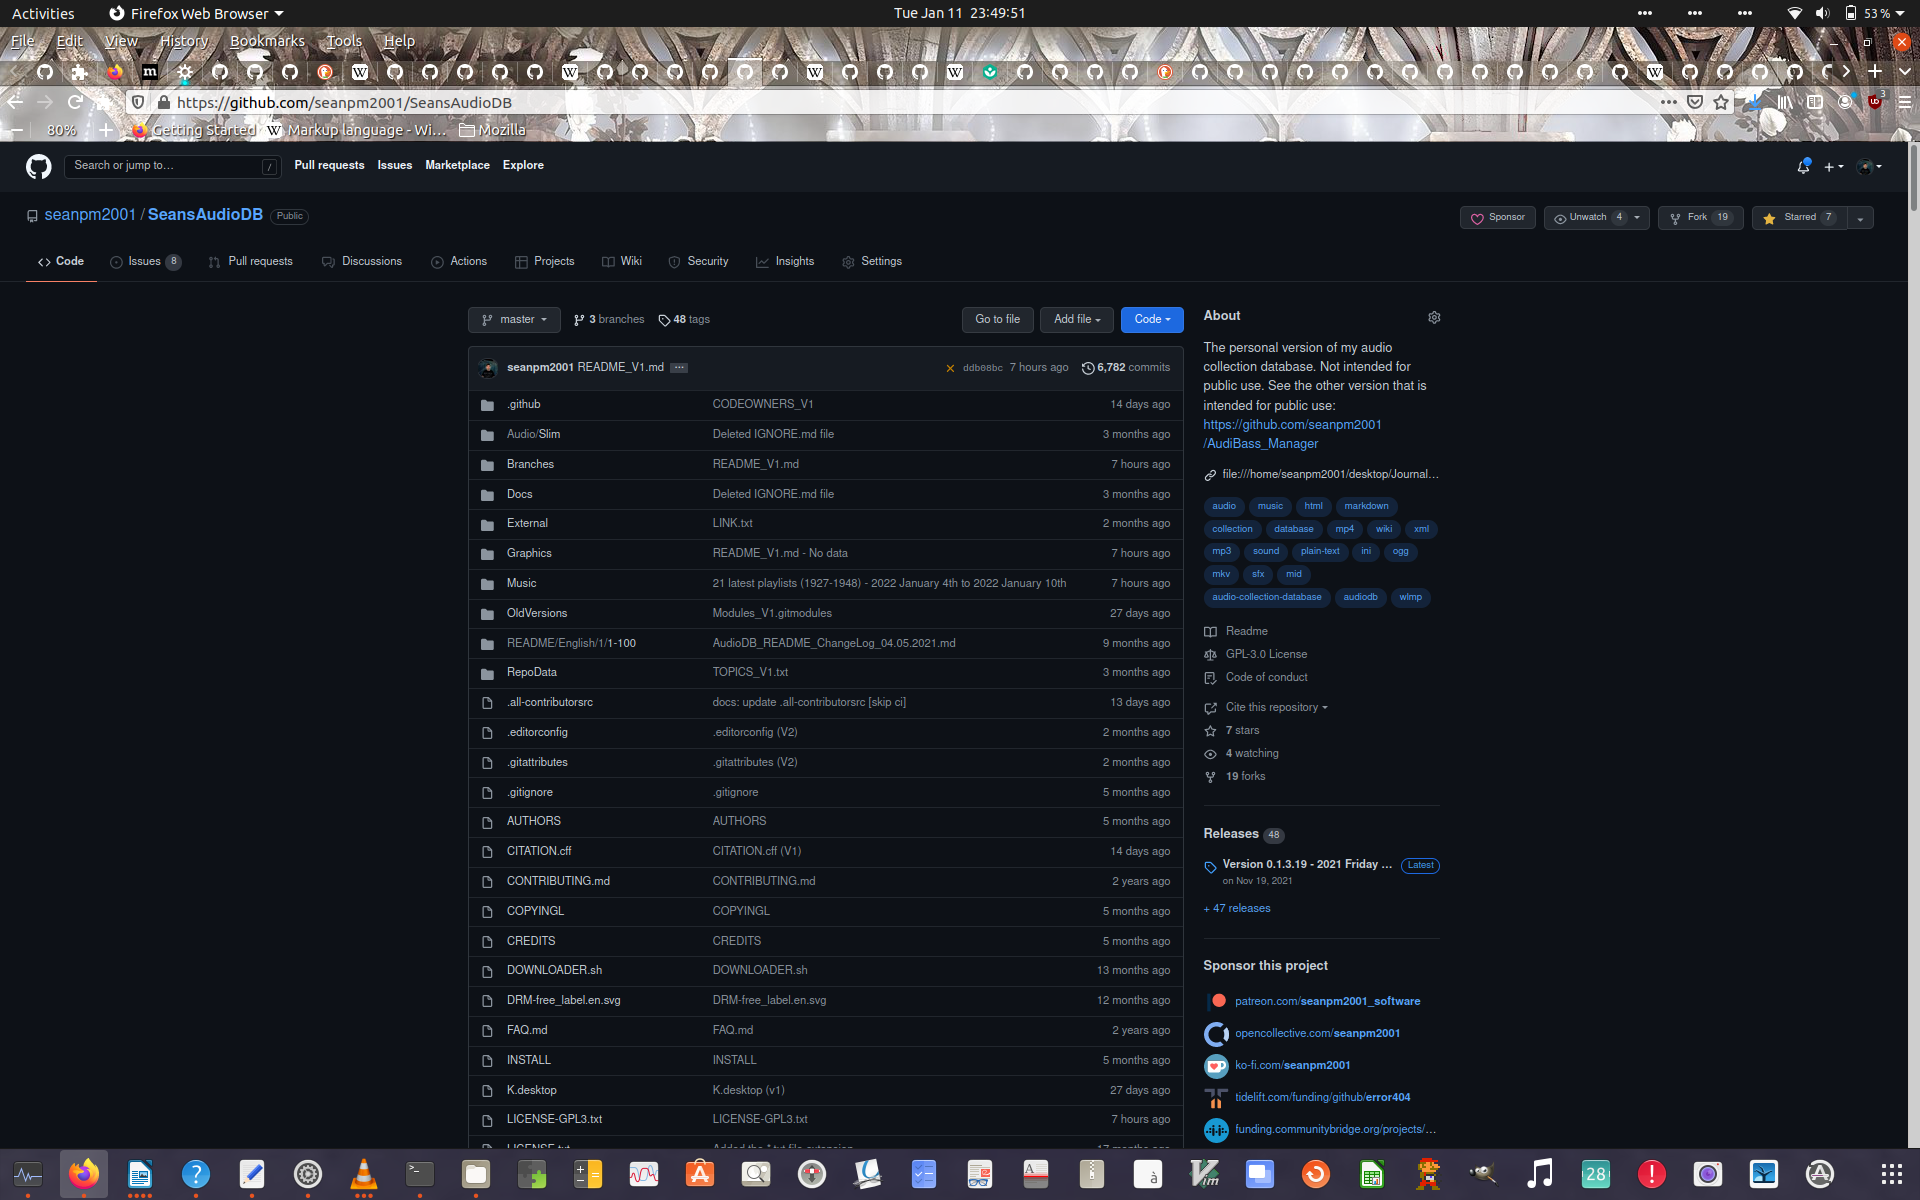 Activities
Firefox Web Browser
Tue Jan 11 23:49:51
53 %
File Edit View History Bookmarks Tools Help
https://github.com/seanpm2001/SeansAudioDB
3
80%
Getting Started
Markup language - Wi…
Mozilla
Search or jump to…
/
Pull requests Issues Marketplace Explore
seanpm2001 / SeansAudioDB Public
Sponsor
Unwatch 4
Fork 19
Starred 7
Code
Issues 8
Pull requests
Discussions
Actions
Projects
Wiki
Security
Insights
Settings
master
3 branches
48 tags
Go to file
Add file
Code
seanpm2001 README_V1.md
ddb08bc 7 hours ago
6,782 commits
.github CODEOWNERS_V1 14 days ago
Audio/Slim Deleted IGNORE.md file 3 months ago
Branches README_V1.md 7 hours ago
Docs Deleted IGNORE.md file 3 months ago
External LINK.txt 2 months ago
Graphics README_V1.md - No data 7 hours ago
Music 21 latest playlists (1927-1948) - 2022 January 4th to 2022 January 10th 7 hours ago
OldVersions Modules_V1.gitmodules 27 days ago
README/English/1/1-100 AudioDB_README_ChangeLog_04.05.2021.md 9 months ago
RepoData TOPICS_V1.txt 3 months ago
.all-contributorsrc docs: update .all-contributorsrc [skip ci] 13 days ago
.editorconfig .editorconfig (V2) 2 months ago
.gitattributes .gitattributes (V2) 2 months ago
.gitignore .gitignore 5 months ago
AUTHORS AUTHORS 5 months ago
CITATION.cff CITATION.cff (V1) 14 days ago
CONTRIBUTING.md CONTRIBUTING.md 2 years ago
COPYINGL COPYINGL 5 months ago
CREDITS CREDITS 5 months ago
DOWNLOADER.sh DOWNLOADER.sh 13 months ago
DRM-free_label.en.svg DRM-free_label.en.svg 12 months ago
FAQ.md FAQ.md 2 years ago
INSTALL INSTALL 5 months ago
K.desktop K.desktop (v1) 27 days ago
LICENSE-GPL3.txt LICENSE-GPL3.txt 7 hours ago
About
The personal version of my audio
collection database. Not intended for
public use. See the other version that is
intended for public use:
https://github.com/seanpm2001
/AudiBass_Manager
file:///home/seanpm2001/desktop/Journal…
audio music html markdown
collection database mp4 wiki xml
mp3 sound plain-text ini ogg
mkv sfx mid
audio-collection-database audiodb wlmp
Readme
GPL-3.0 License
Code of conduct
Cite this repository
7 stars
4 watching
19 forks
Releases 48
Version 0.1.3.19 - 2021 Friday … Latest
on Nov 19, 2021
+ 47 releases
Sponsor this project
patreon.com/seanpm2001_software
opencollective.com/seanpm2001
ko-fi.com/seanpm2001
tidelift.com/funding/github/error404
funding.communitybridge.org/projects/…
28